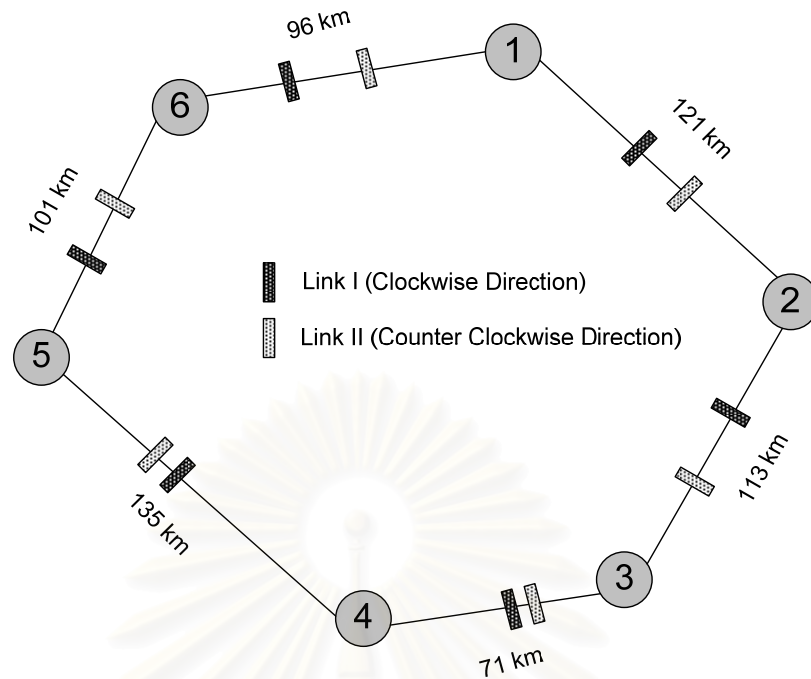 96 km
1
6
121 km
101 km
Link I (Clockwise Direction)
2
Link II (Counter Clockwise Direction)
5
113 km
135 km
3
4
71 km